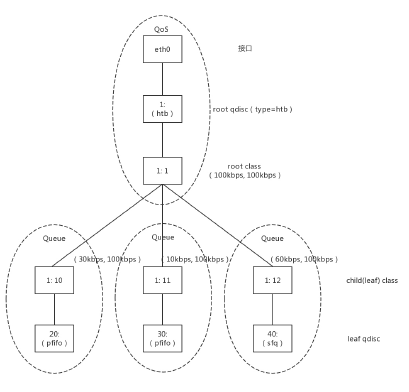 QoS
eth0
接口
1:
( htb )
root qdisc ( type=htb )
1: 1
root class
( 100kbps, 100kbps )
Queue
Queue
Queue
( 30kbps, 100kbps )
( 10kbps, 100kbps )
( 60kbps, 100kbps )
1: 10
1: 11
1: 12
child(leaf) class
20:
( pfifo )
30:
( pfifo )
40:
( sfq )
leaf qdisc